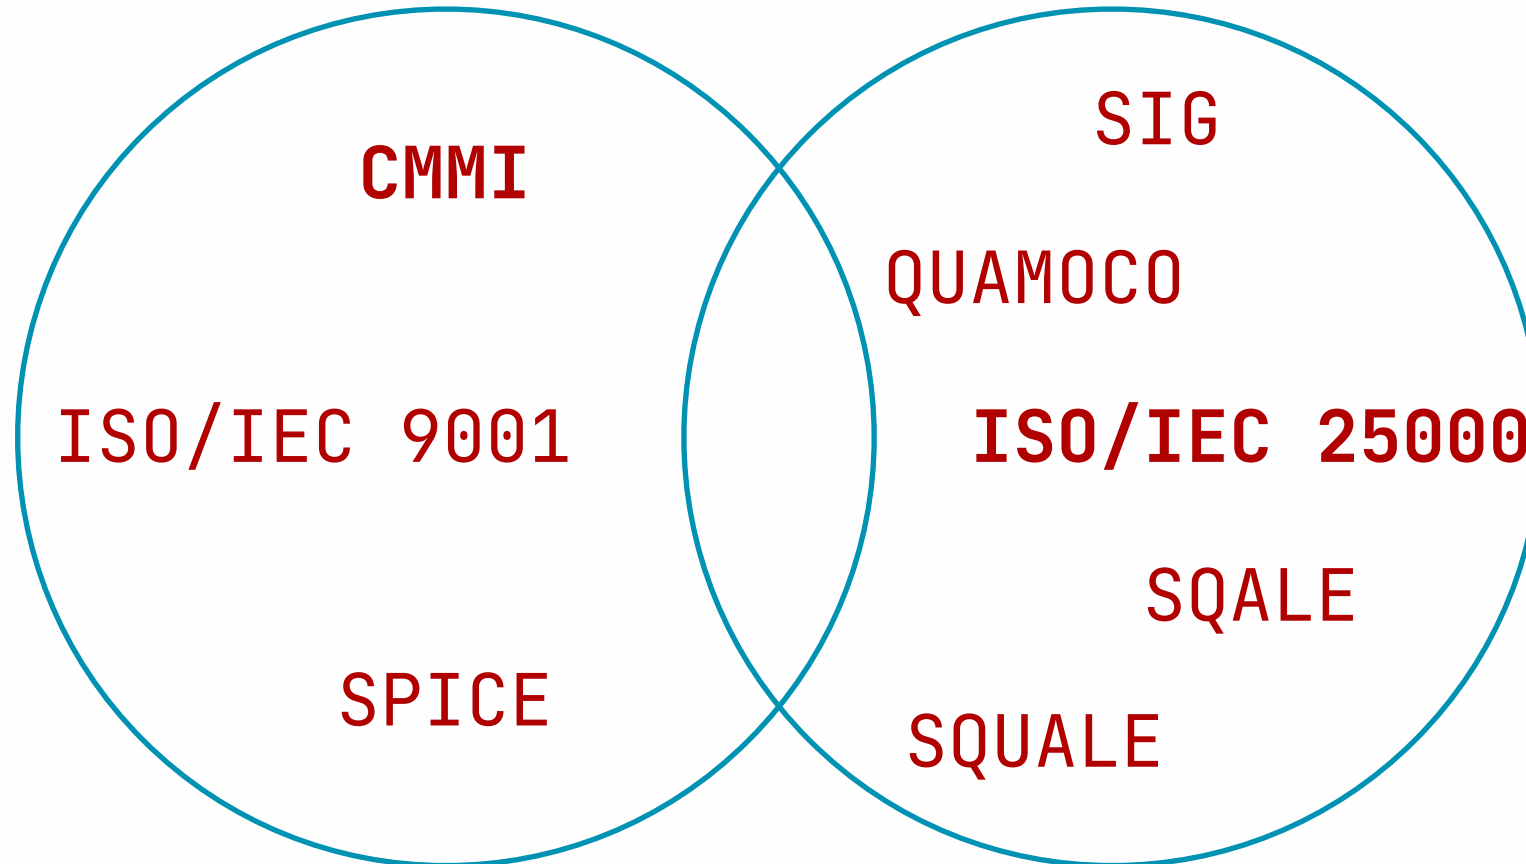 CMMI
ISO/IEC 9001
SPICE
SIG
QUAMOCO
ISO/IEC 25000
SQALE
SQUALE